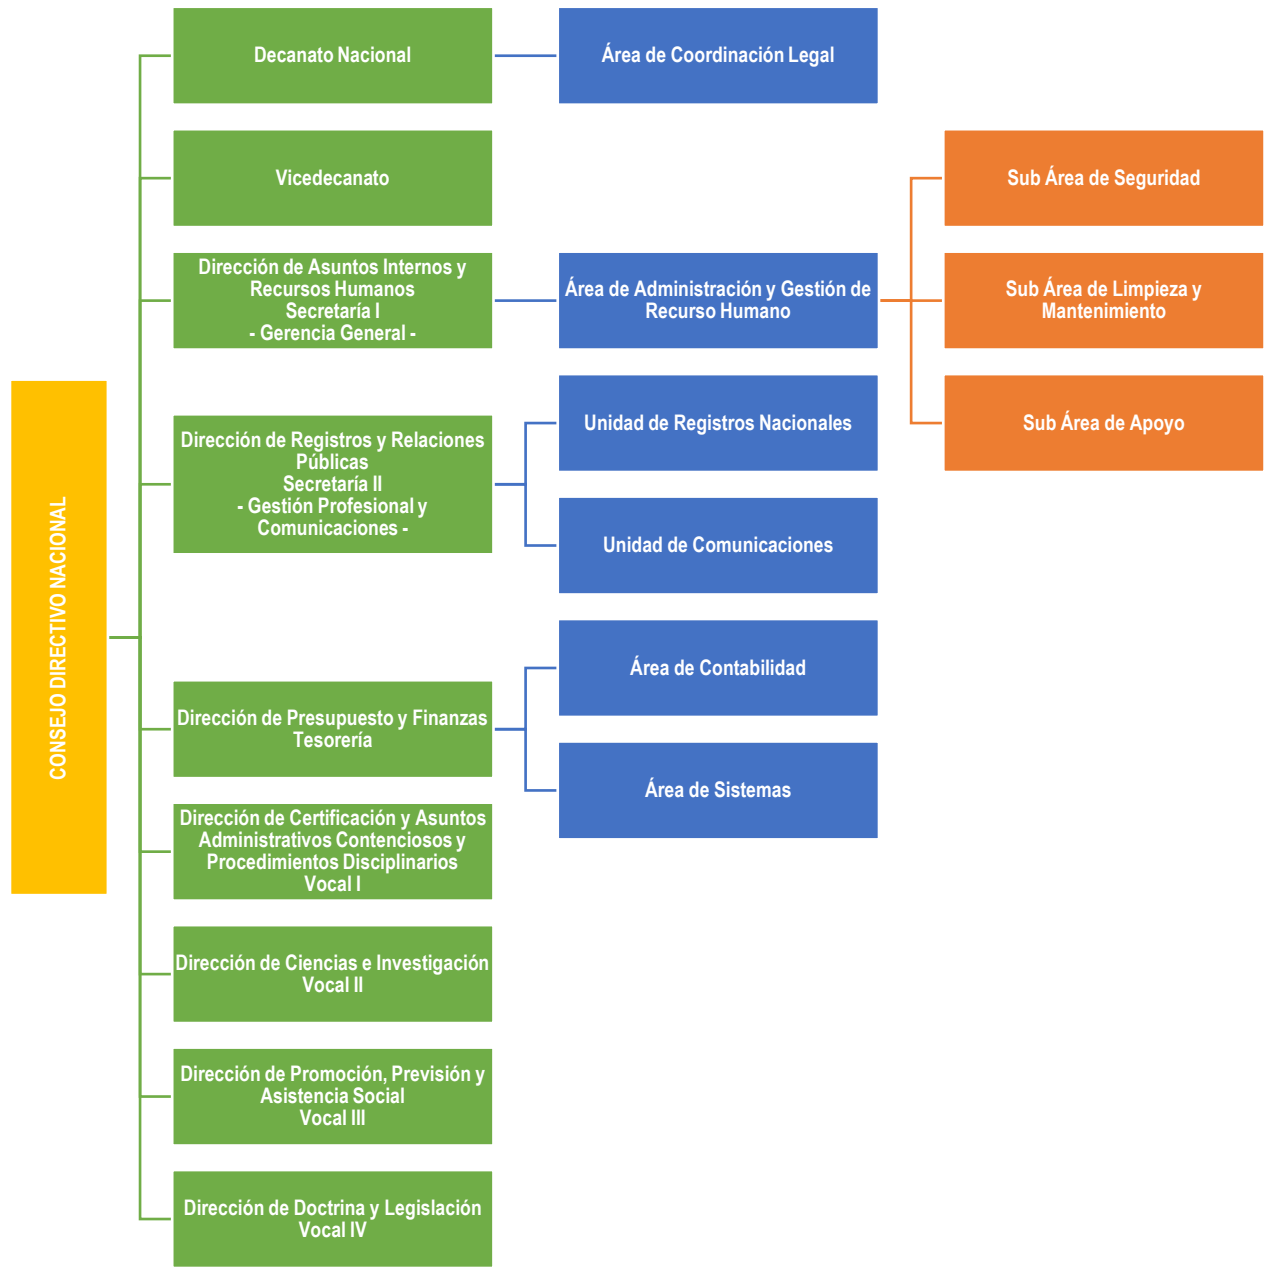 CONSEJO DIRECTIVO NACIONAL
Decanato Nacional
Área de Coordinación Legal
Vicedecanato
Dirección de Asuntos Internos y
Recursos Humanos
Secretaría I
- Gerencia General -
Área de Administración y Gestión de
Recurso Humano
Sub Área de Seguridad
Sub Área de Limpieza y
Mantenimiento
Sub Área de Apoyo
Dirección de Registros y Relaciones
Públicas
Secretaría II
- Gestión Profesional y
Comunicaciones -
Unidad de Registros Nacionales
Unidad de Comunicaciones
Dirección de Presupuesto y Finanzas
Tesorería
Área de Contabilidad
Área de Sistemas
Dirección de Certificación y Asuntos
Administrativos Contenciosos y
Procedimientos Disciplinarios
Vocal I
Dirección de Ciencias e Investigación
Vocal II
Dirección de Promoción, Previsión y
Asistencia Social
Vocal III
Dirección de Doctrina y Legislación
Vocal IV